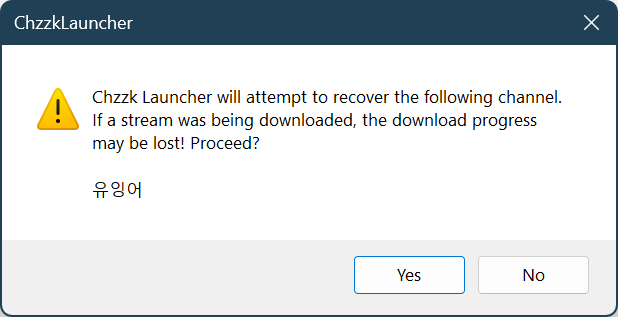 ChzzkLauncher
Chzzk Launcher will attempt to recover the following channel.
If a stream was being downloaded, the download progress
may be lost! Proceed?
유잉어
Yes
No